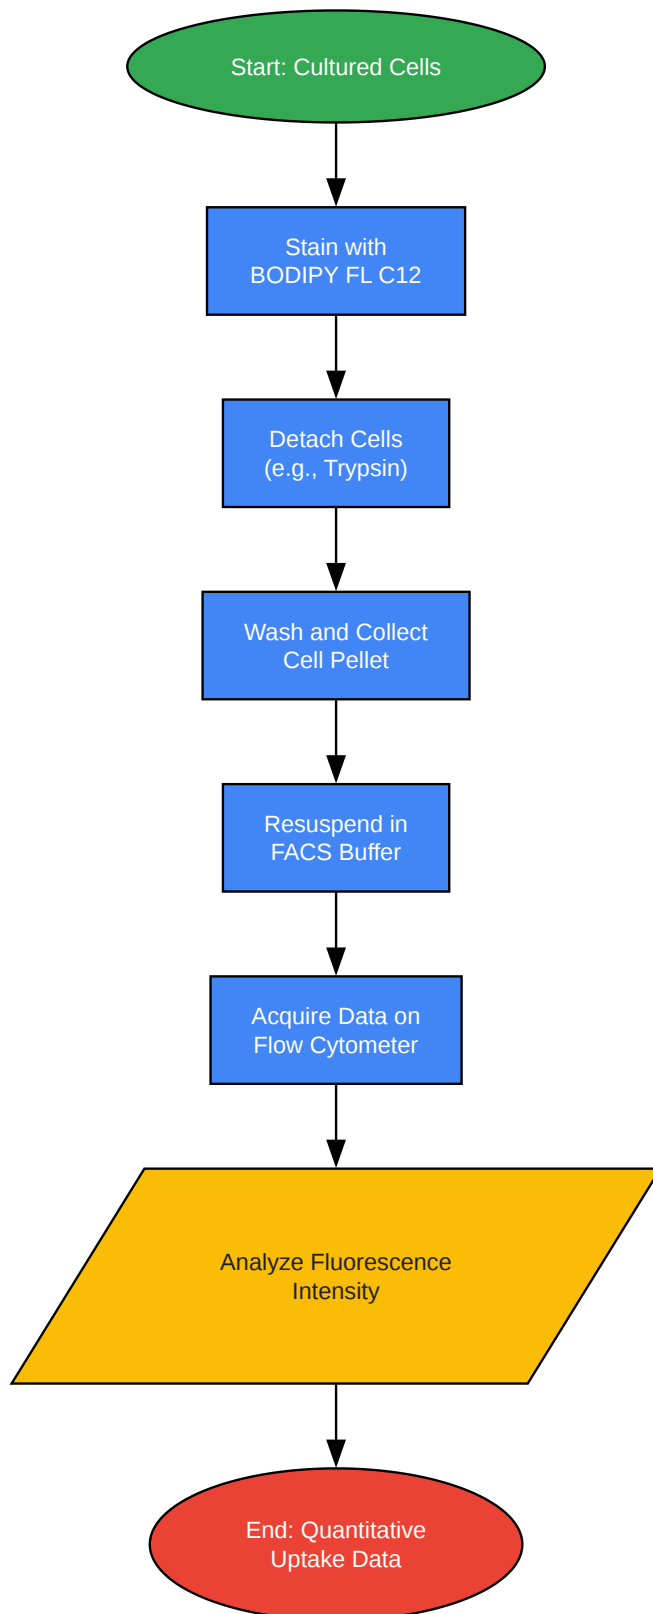 Start: Cultured Cells
Stain with
BODIPY FL C12
Detach Cells
(e.g., Trypsin)
Wash and Collect
Cell Pellet
Resuspend in
FACS Buffer
Acquire Data on
Flow Cytometer
Analyze Fluorescence
Intensity
End: Quantitative
Uptake Data